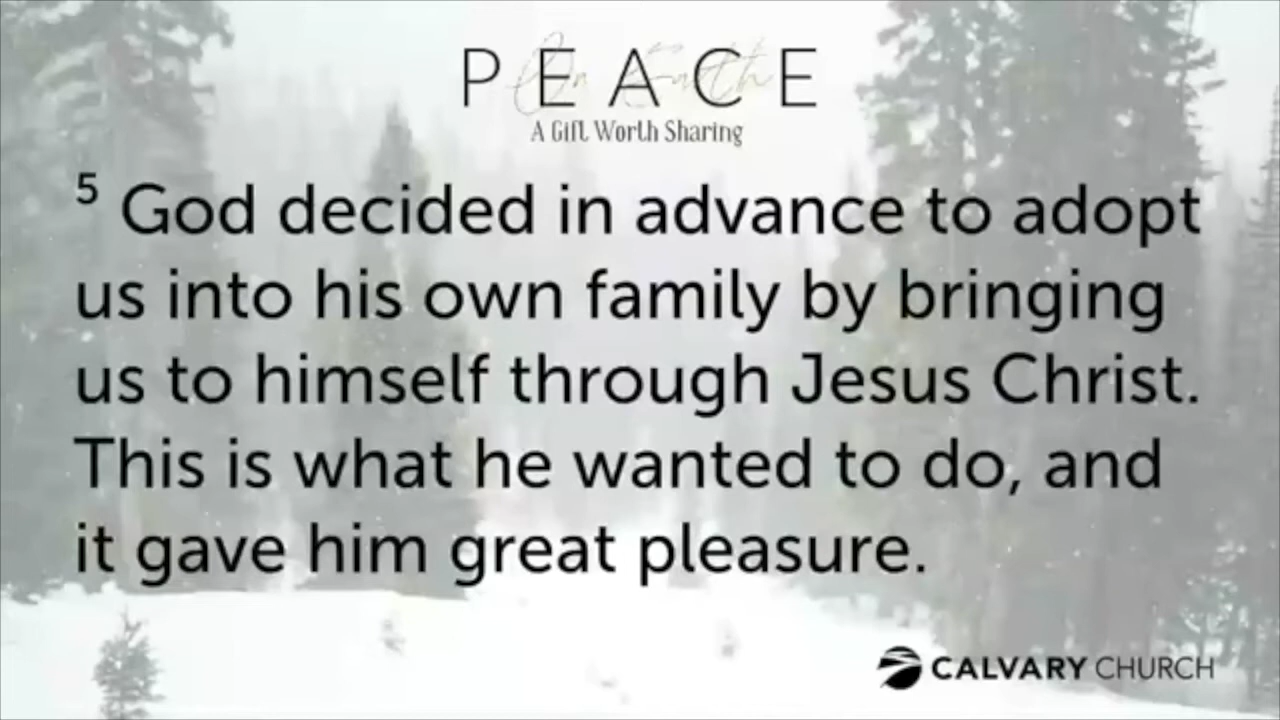 PEACE
On Earth
A Gift Worth Sharing
5 God decided in advance to adopt
us into his own family by bringing
us to himself through Jesus Christ.
This is what he wanted to do, and
it gave him great pleasure.
CALVARY CHURCH